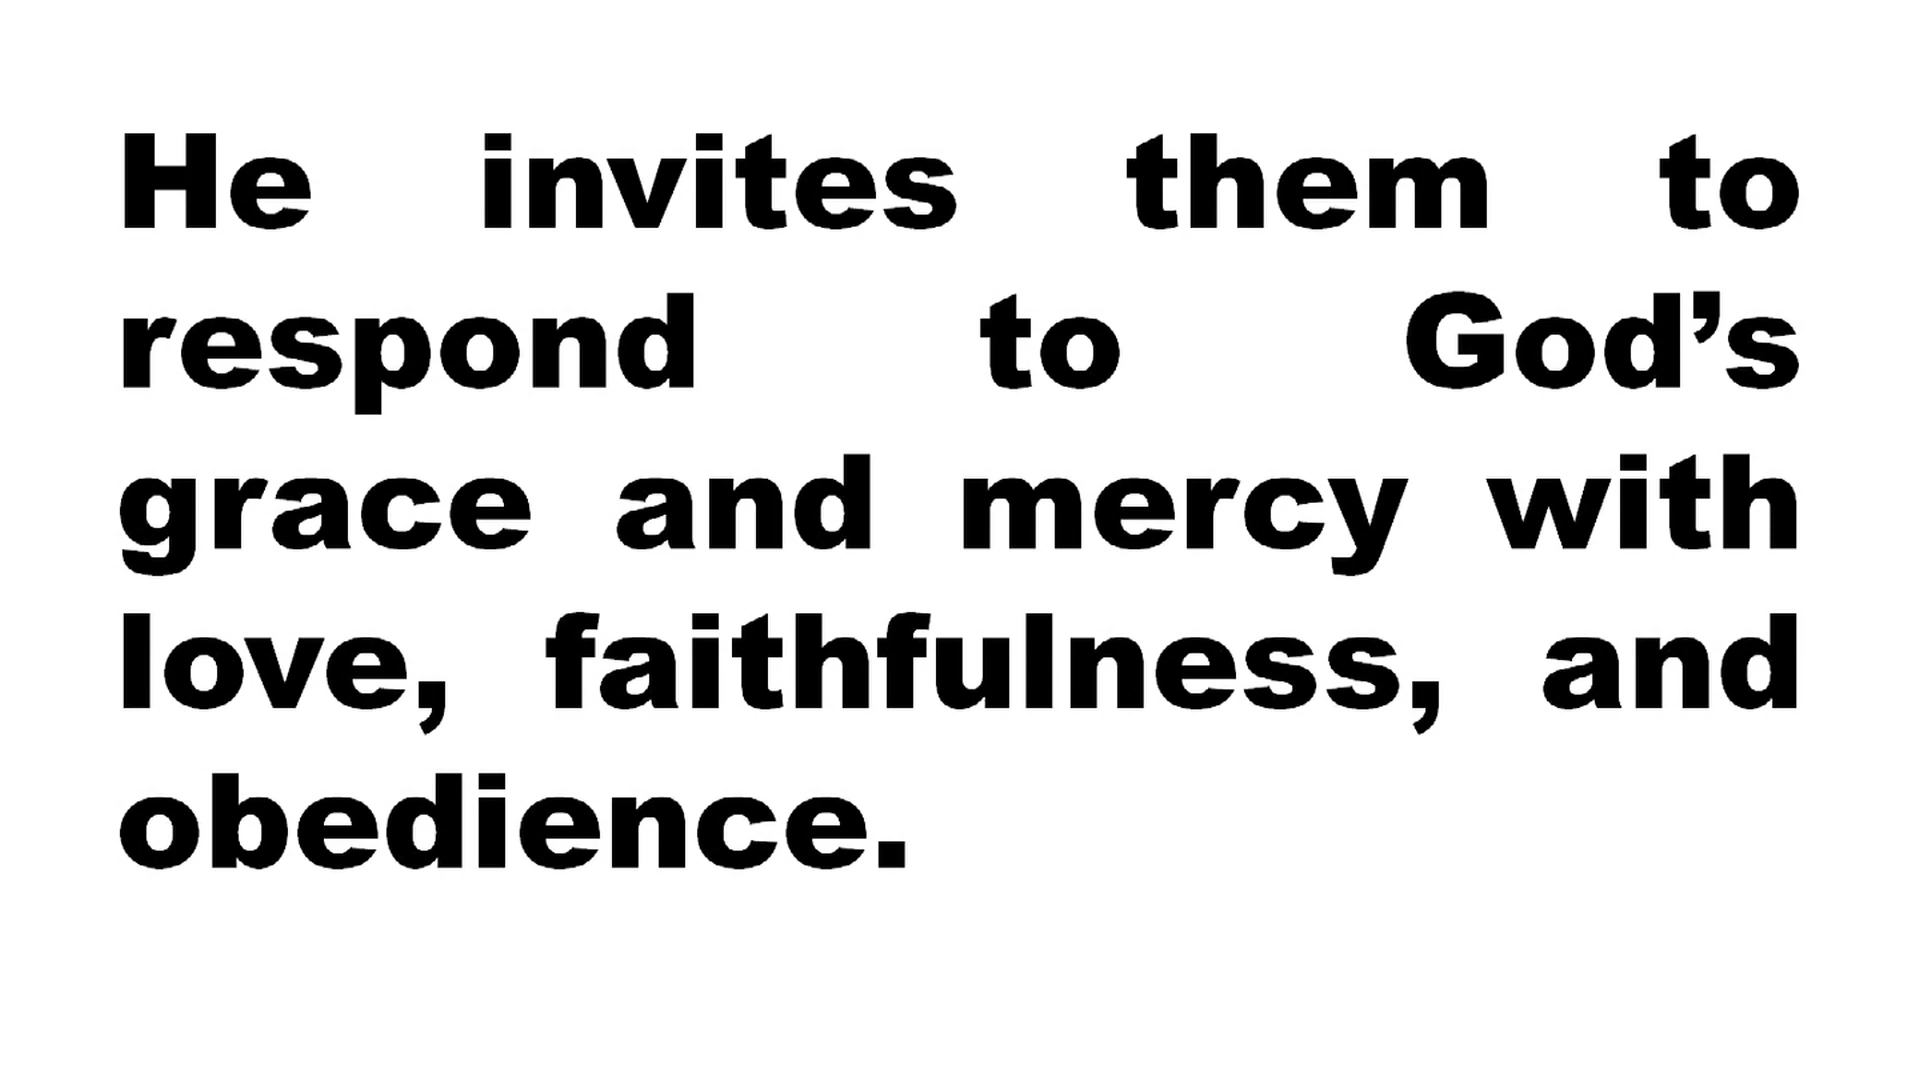 He invites them to
respond to God’s
grace and mercy with
love, faithfulness, and
obedience.